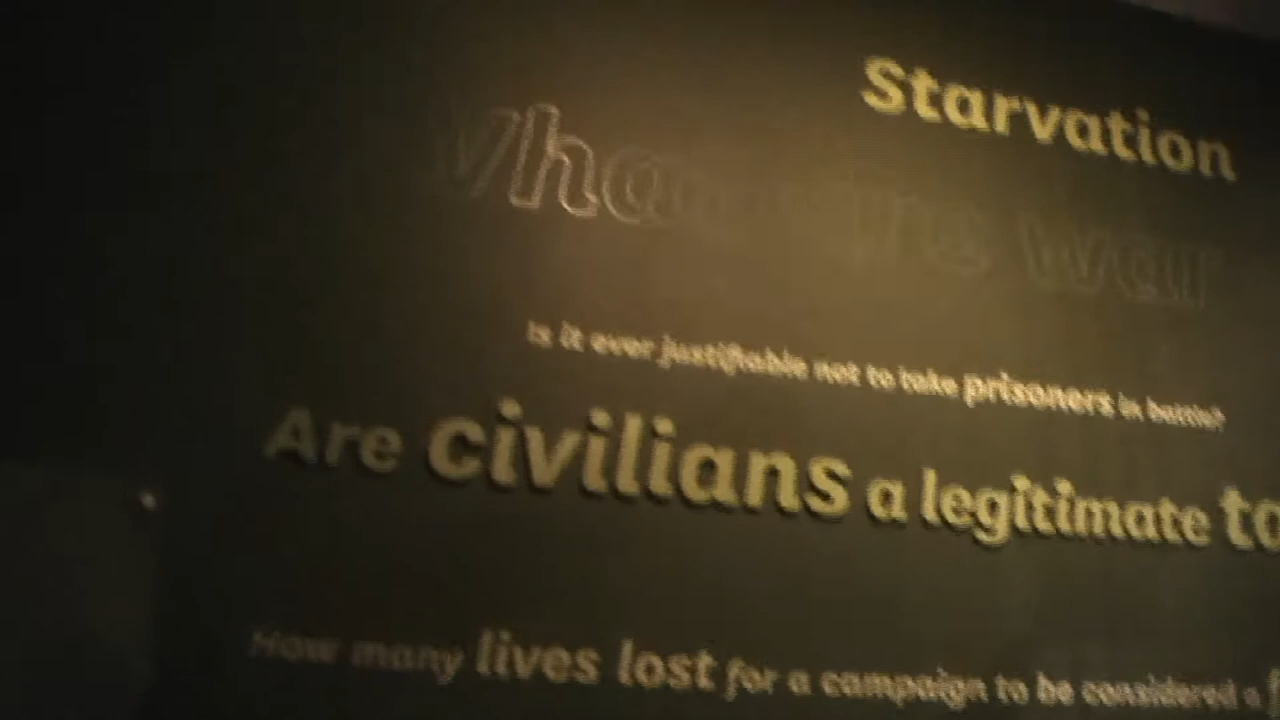 Starvation
war
Is it ever justifiable not to take prisoners in battle?
Are civilians a legitimate
How many lives lost for a campaign to be considered a